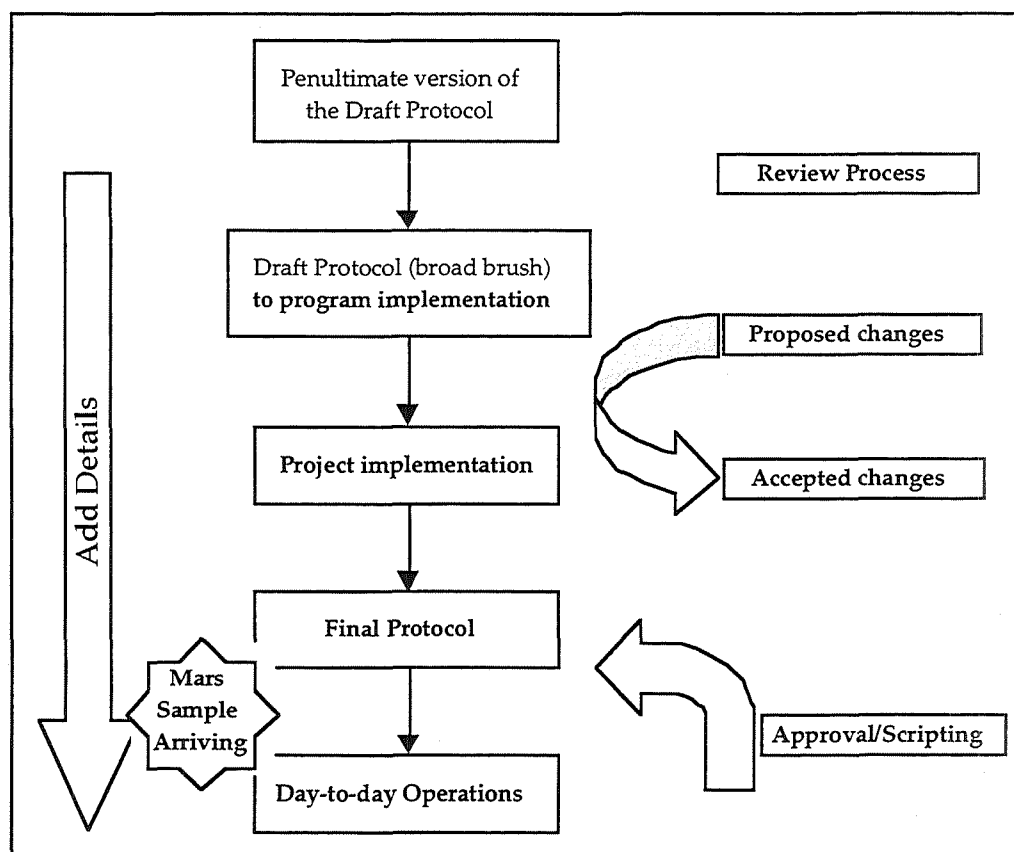 Penultimate version of
the Draft Protocol
Review Process
Draft Protocol (broad brush)
to program implementation
Proposed changes
Add Details
Project implementation
Accepted changes
Final Protocol
Mars
Sample
Arriving
Approval/Scripting
Day-to-day Operations